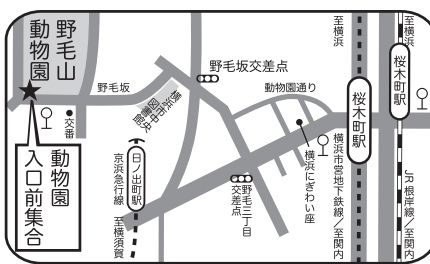 野毛山
動物園
野毛坂
交番
動物園
入口前集合
横浜市中央
図書館
野毛坂交差点
動物園通り
日ノ出町駅
京浜急行線
至横須賀
野毛三丁目
交差点
横浜にぎわい座
至横浜
桜木町駅
横浜市営地下鉄線/至関内
至横浜
桜木町駅
JR根岸線/至関内